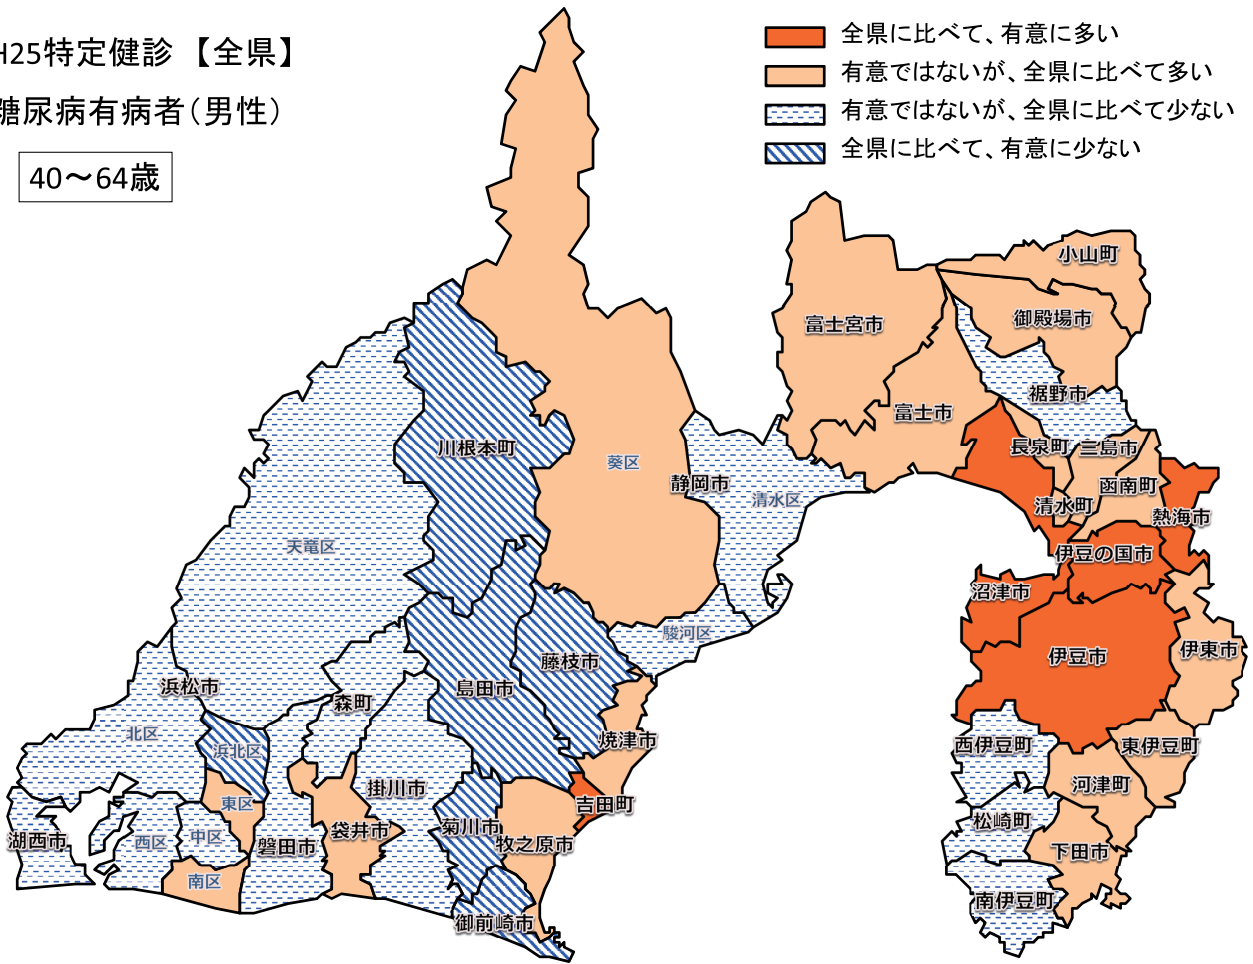 H25特定健診 【全県】
糖尿病有病者(男性)
40～64歳
全県に比べて、有意に多い
有意ではないが、全県に比べて多い
有意ではないが、全県に比べて少ない
全県に比べて、有意に少ない
小山町
御殿場市
富士宮市
裾野市
富士市
長泉町
三島市
函南町
清水町
熱海市
伊豆の国市
沼津市
伊豆市
伊東市
西伊豆町
東伊豆町
河津町
松崎町
下田市
南伊豆町
川根本町
葵区
静岡市
清水区
駿河区
天竜区
藤枝市
島田市
浜松市
森町
北区
浜北区
焼津市
掛川市
吉田町
東区
湖西市
西区
中区
磐田市
袋井市
菊川市
牧之原市
南区
御前崎市